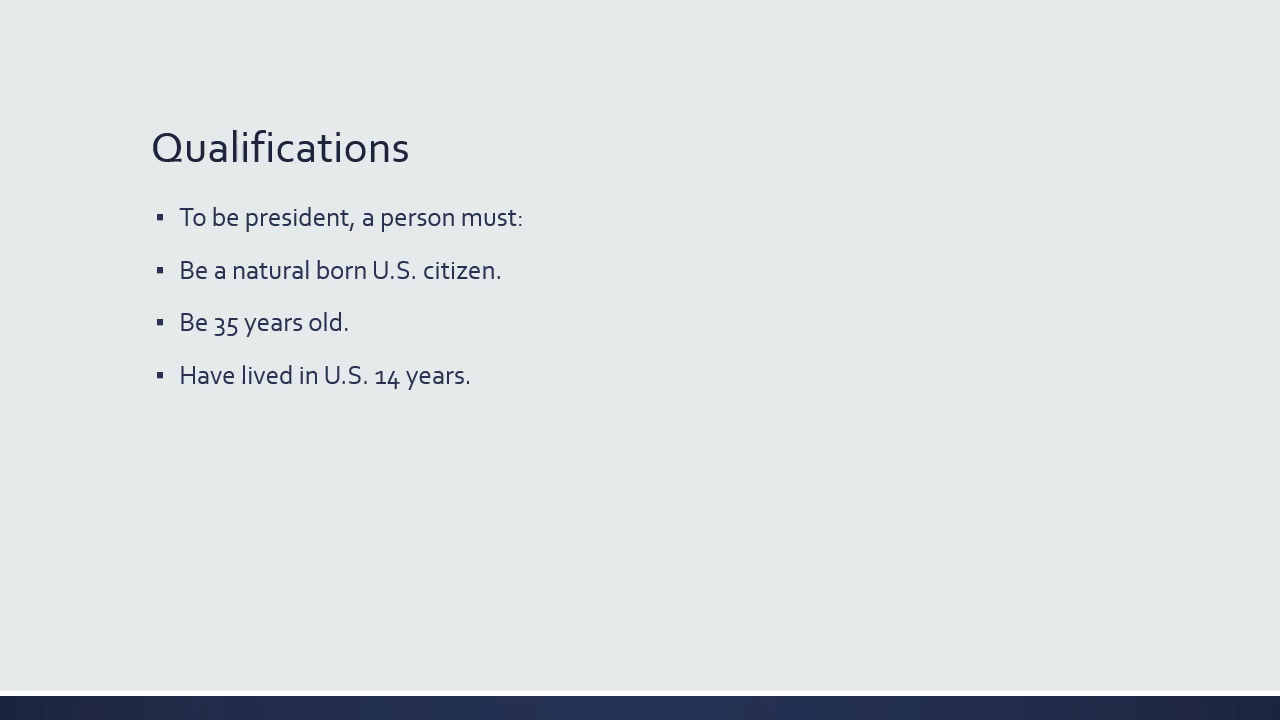 Qualifications
▪ To be president, a person must:
▪ Be a natural born U.S. citizen.
▪ Be 35 years old.
▪ Have lived in U.S. 14 years.